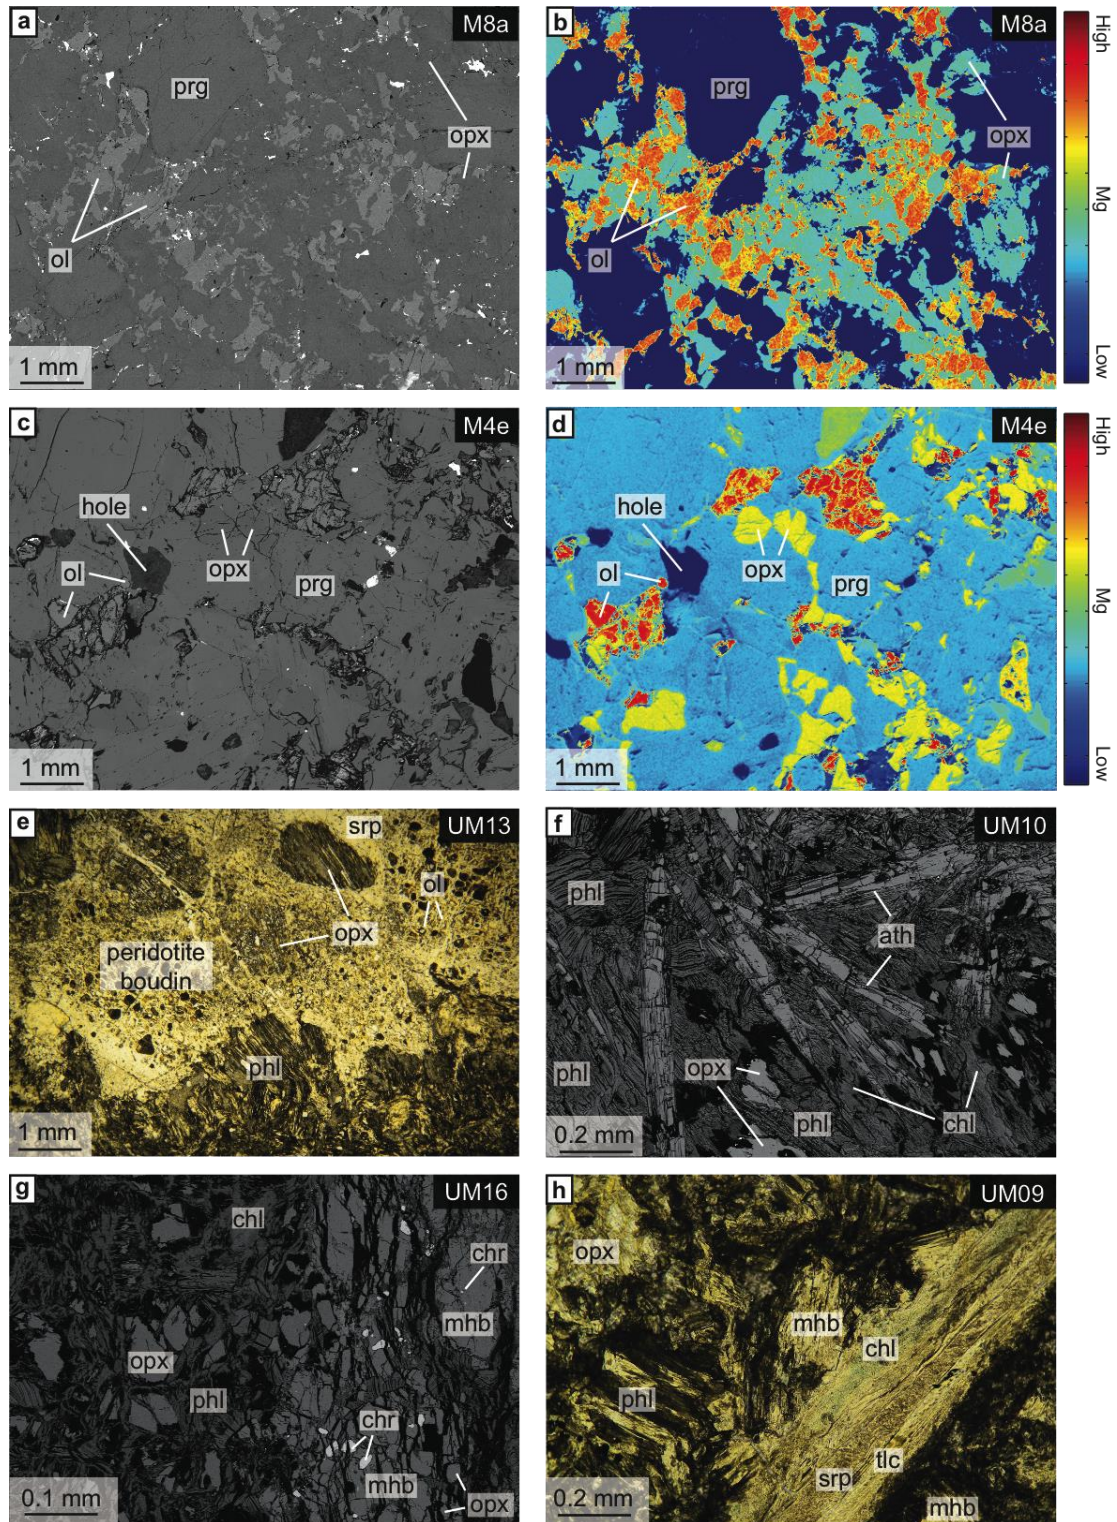 a M8a
prg
opx
ol
1 mm
b M8a
prg
opx
ol
1 mm
High
Mg
Low
c M4e
hole
opx
ol
prg
1 mm
d M4e
hole
opx
ol
prg
1 mm
High
Mg
Low
e UM13
srp
ol
opx
peridotite
boudin
phl
1 mm
f UM10
phl
ath
phl
opx
phl
chl
0.2 mm
g UM16
chl
chr
mhb
opx
phl
chr
mhb
opx
0.1 mm
h UM09
opx
mhb
chl
phl
tlc
srp
mhb
0.2 mm